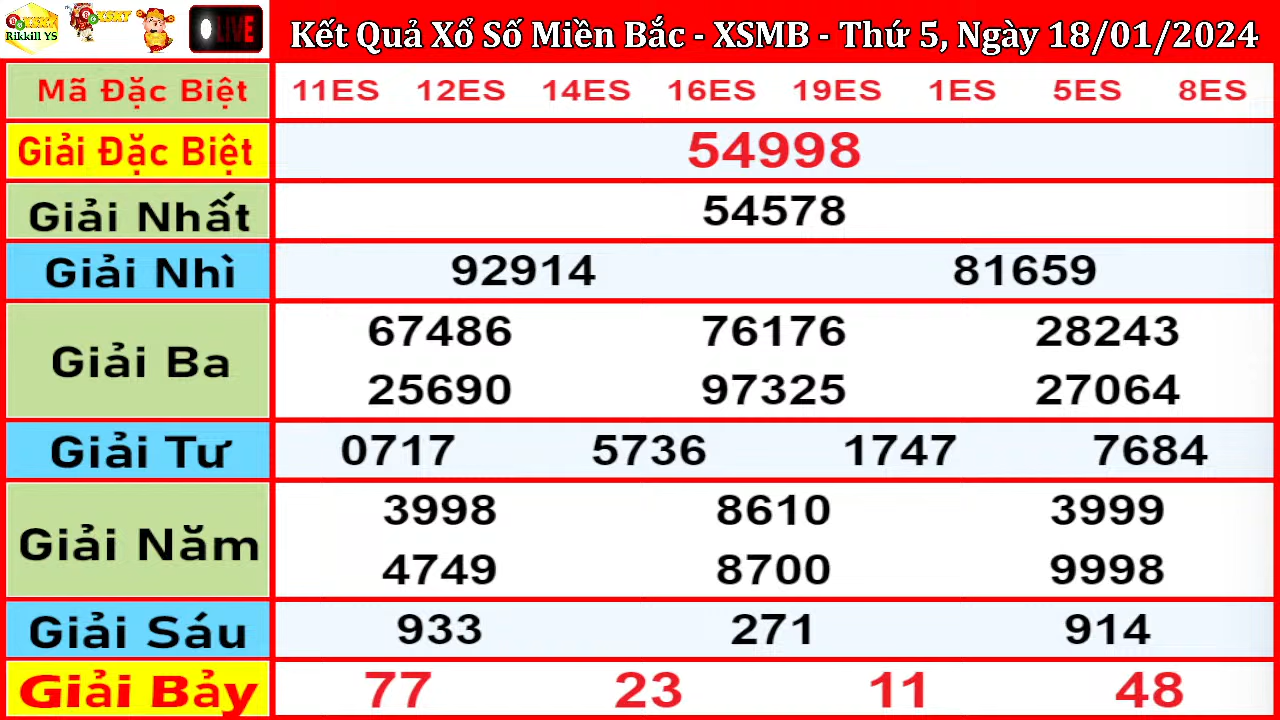 Rikkill YS
LIVE
Kết Quả Xổ Số Miền Bắc - XSMB - Thứ 5, Ngày 18/01/2024
Mã Đặc Biệt 11ES 12ES 14ES 16ES 19ES 1ES 5ES 8ES
Giải Đặc Biệt 54998
Giải Nhất 54578
Giải Nhì 92914 81659
Giải Ba 67486 76176 28243
25690 97325 27064
Giải Tư 0717 5736 1747 7684
Giải Năm 3998 8610 3999
4749 8700 9998
Giải Sáu 933 271 914
Giải Bảy 77 23 11 48